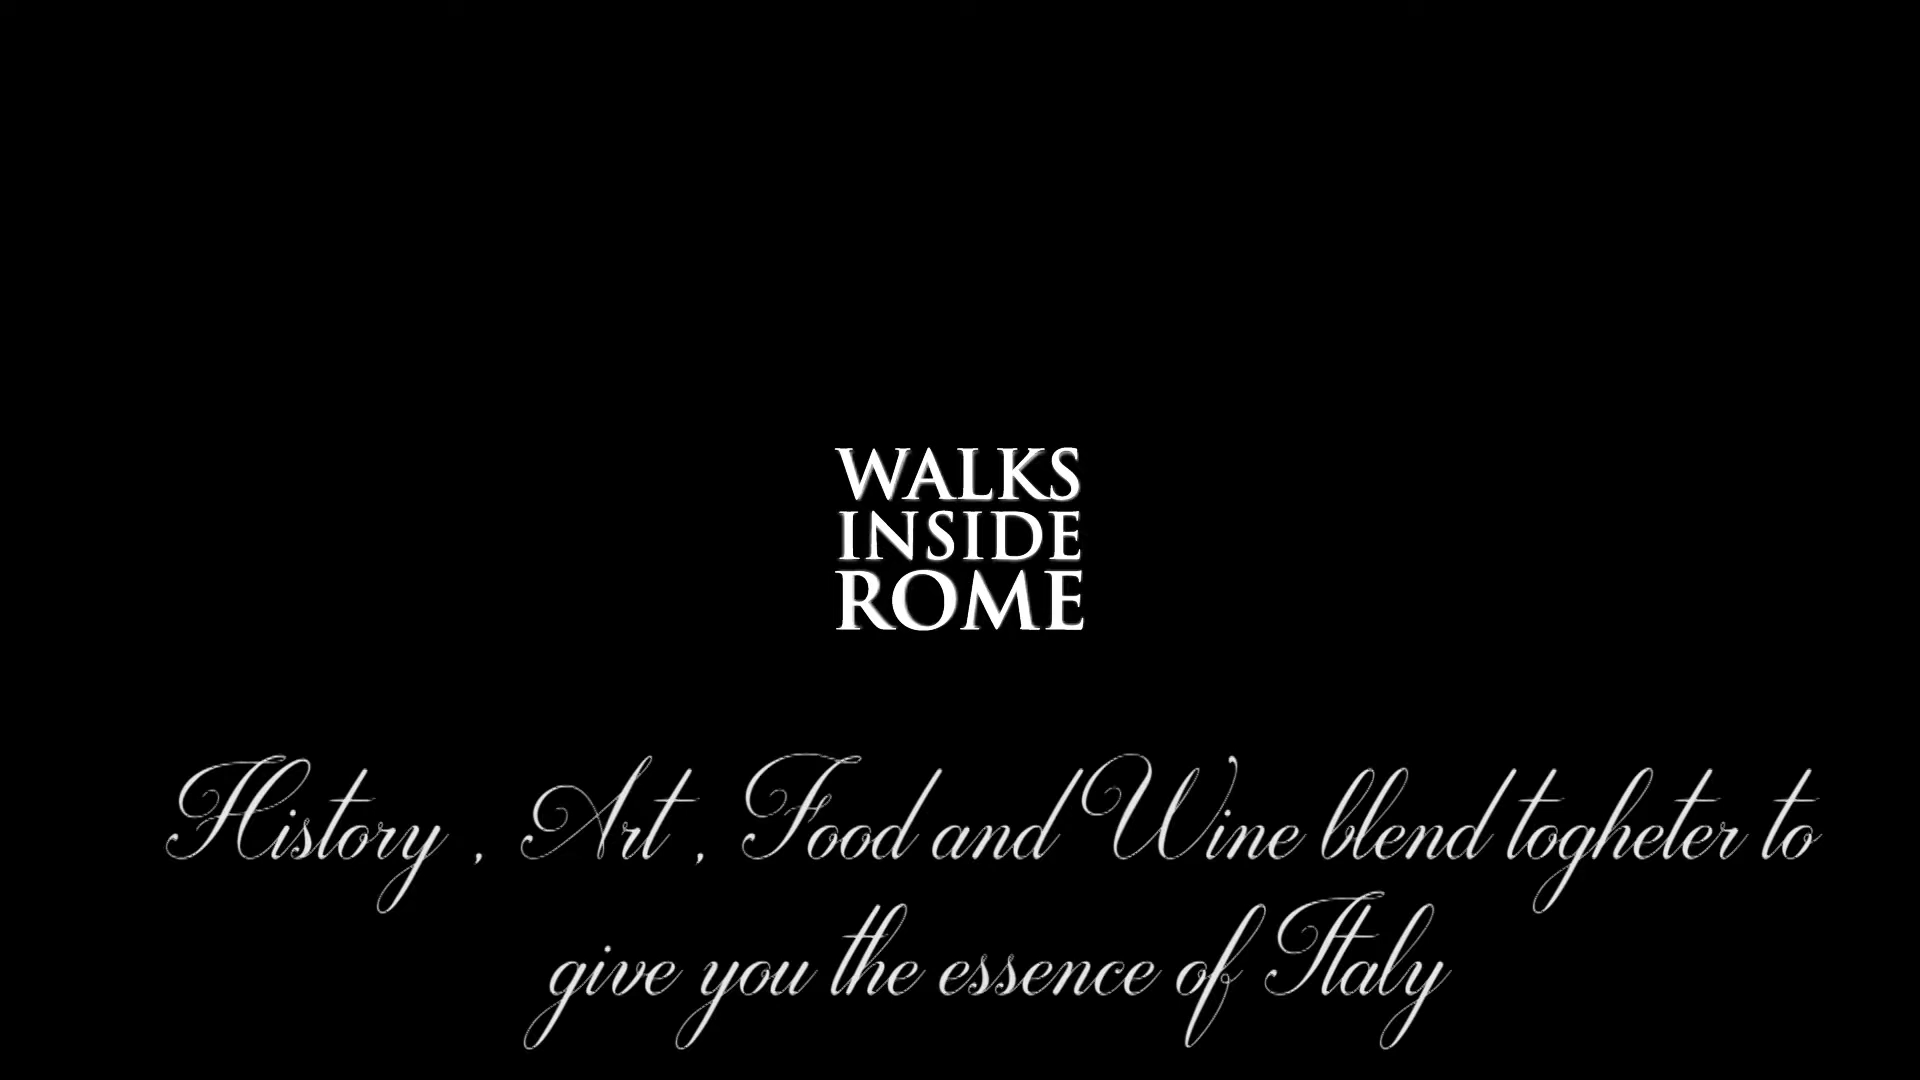 WALKS
INSIDE
ROME
History , Art , Food and Wine blend togheter to
give you the essence of Italy